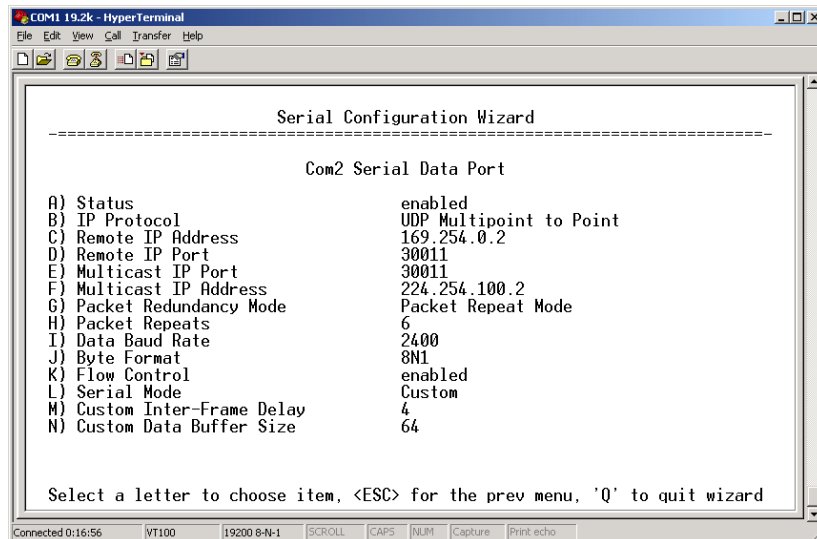 COM1 19.2k - HyperTerminal
File Edit View Call Transfer Help
Serial Configuration Wizard
-==========================================================================-
Com2 Serial Data Port
A) Status enabled
B) IP Protocol UDP Multipoint to Point
C) Remote IP Address 169.254.0.2
D) Remote IP Port 30011
E) Multicast IP Port 30011
F) Multicast IP Address 224.254.100.2
G) Packet Redundancy Mode Packet Repeat Mode
H) Packet Repeats 6
I) Data Baud Rate 2400
J) Byte Format 8N1
K) Flow Control enabled
L) Serial Mode Custom
M) Custom Inter-Frame Delay 4
N) Custom Data Buffer Size 64
Select a letter to choose item, <ESC> for the prev menu, 'Q' to quit wizard
Connected 0:16:56 VT100 19200 8-N-1 SCROLL CAPS NUM Capture Print echo